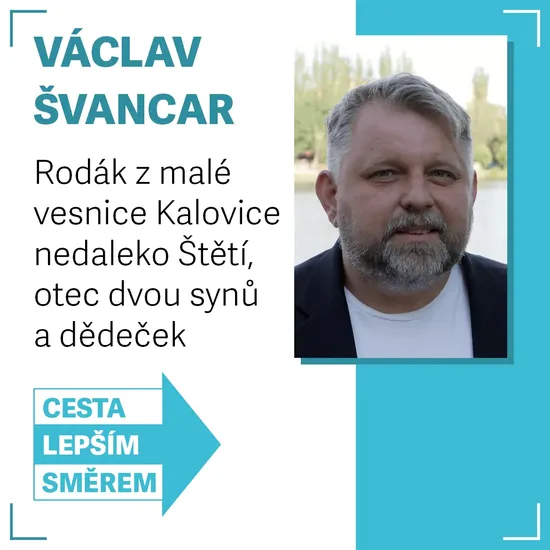 VÁCLAV
ŠVANCAR
Rodák z malé
vesnice Kalovice
nedaleko Štětí,
otec dvou synů
a dědeček
CESTA
LEPŠÍM
SMĚREM